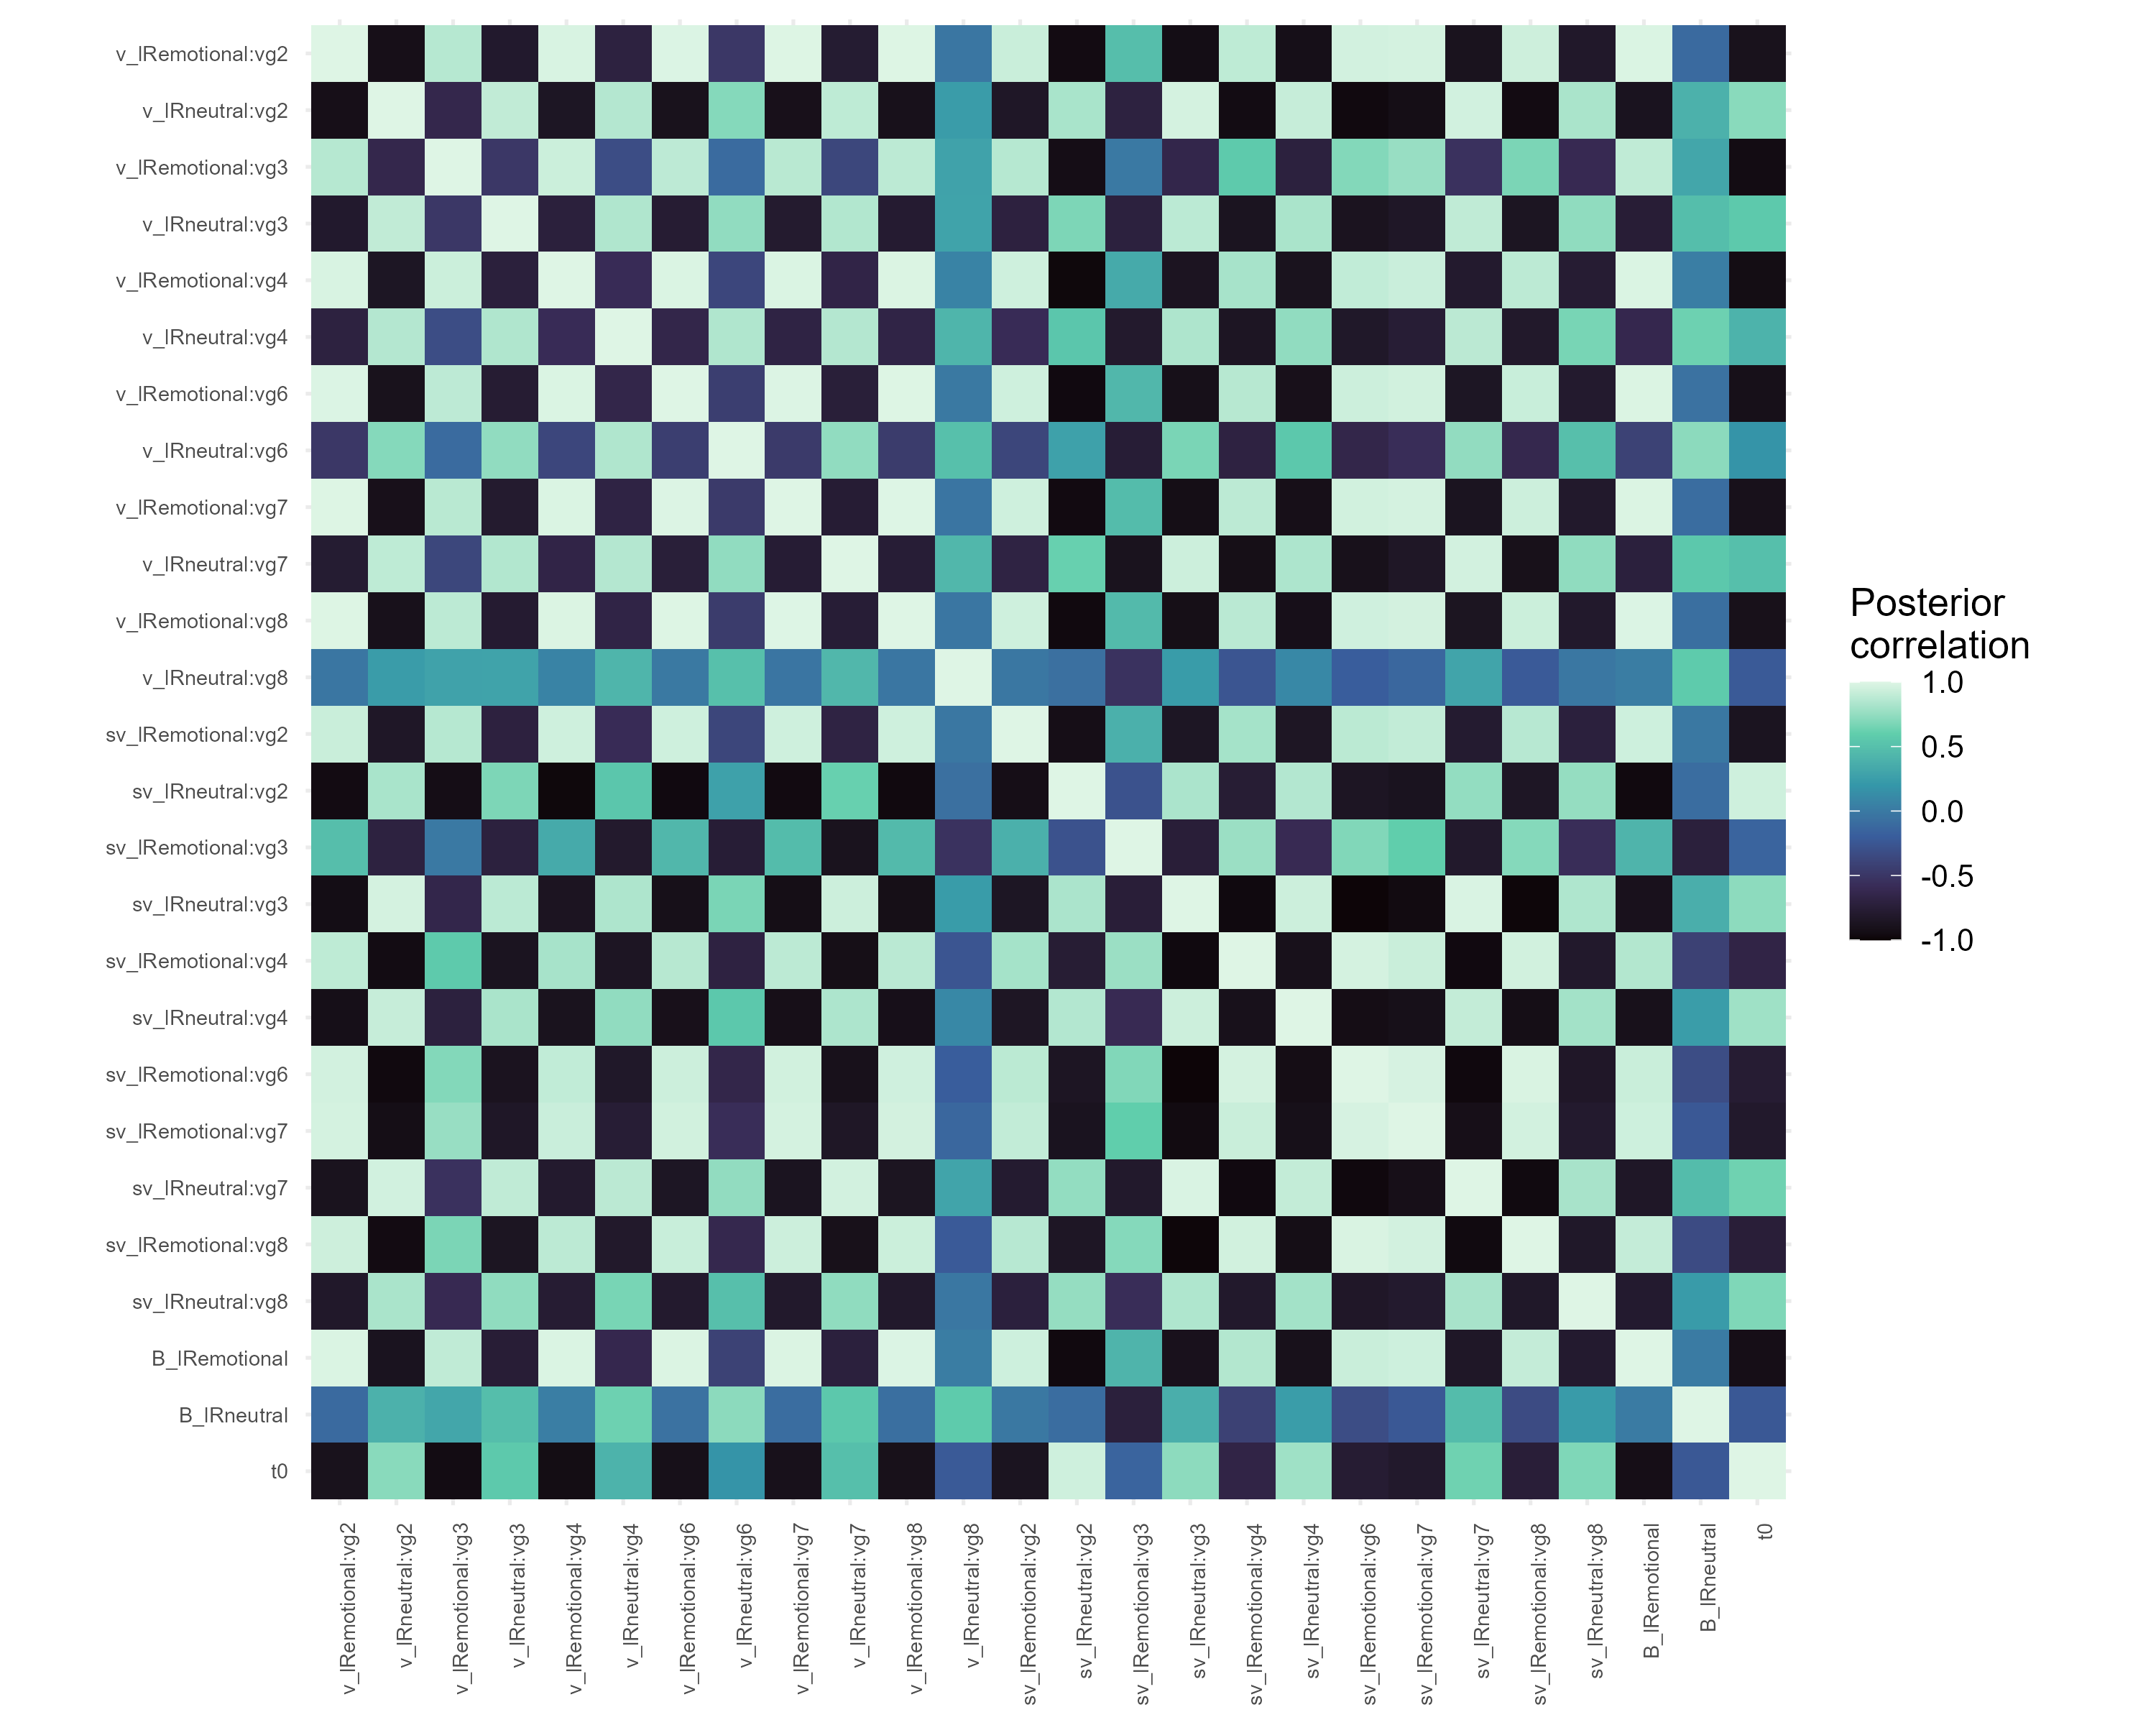 v_lRemotional:vg2
v_lRneutral:vg2
v_lRemotional:vg3
v_lRneutral:vg3
v_lRemotional:vg4
v_lRneutral:vg4
v_lRemotional:vg6
v_lRneutral:vg6
v_lRemotional:vg7
v_lRneutral:vg7
v_lRemotional:vg8
v_lRneutral:vg8
sv_lRemotional:vg2
sv_lRneutral:vg2
sv_lRemotional:vg3
sv_lRneutral:vg3
sv_lRemotional:vg4
sv_lRneutral:vg4
sv_lRemotional:vg6
sv_lRemotional:vg7
sv_lRneutral:vg7
sv_lRemotional:vg8
sv_lRneutral:vg8
B_lRemotional
B_lRneutral
t0
v_lRemotional:vg2
v_lRneutral:vg2
v_lRemotional:vg3
v_lRneutral:vg3
v_lRemotional:vg4
v_lRneutral:vg4
v_lRemotional:vg6
v_lRneutral:vg6
v_lRemotional:vg7
v_lRneutral:vg7
v_lRemotional:vg8
v_lRneutral:vg8
sv_lRemotional:vg2
sv_lRneutral:vg2
sv_lRemotional:vg3
sv_lRneutral:vg3
sv_lRemotional:vg4
sv_lRneutral:vg4
sv_lRemotional:vg6
sv_lRemotional:vg7
sv_lRneutral:vg7
sv_lRemotional:vg8
sv_lRneutral:vg8
B_lRemotional
B_lRneutral
t0
Posterior
correlation
1.0
0.5
0.0
-0.5
-1.0